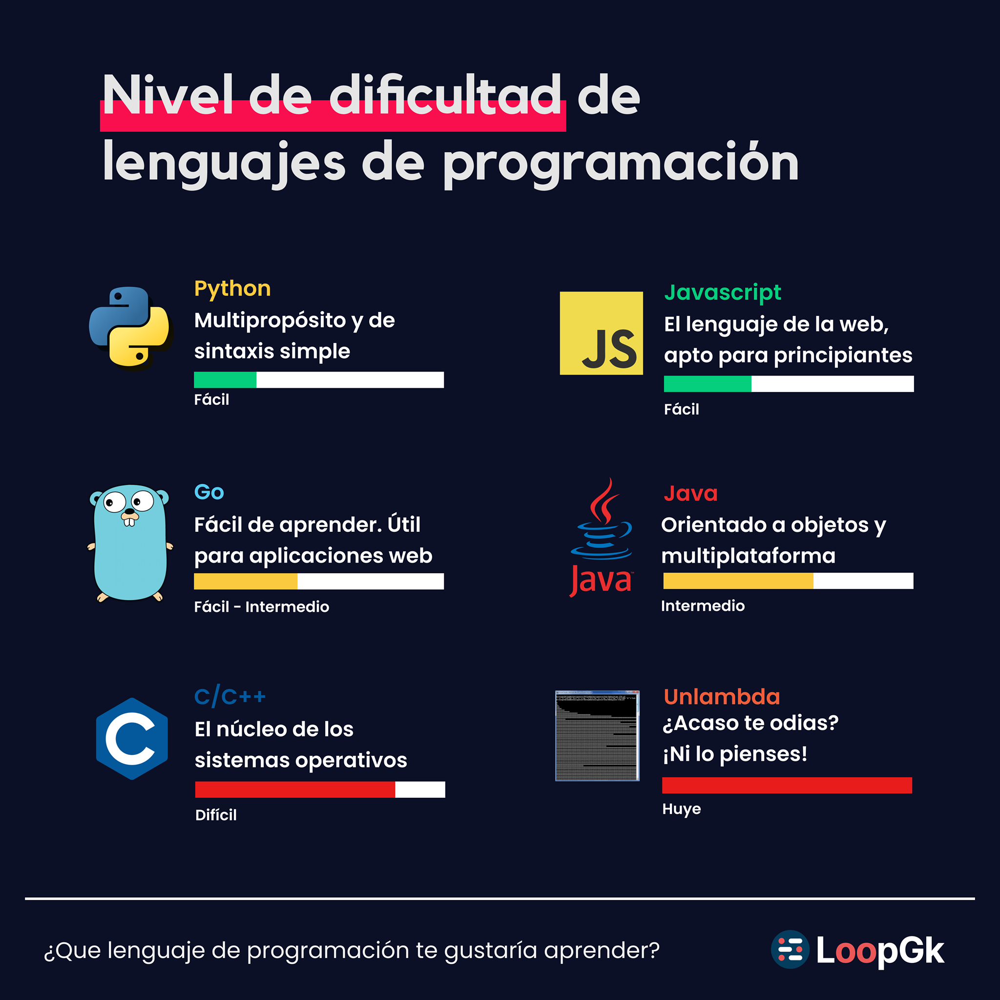 Nivel de dificultad de
lenguajes de programación
Python
Multipropósito y de
sintaxis simple
Fácil
JS
Javascript
El lenguaje de la web,
apto para principiantes
Fácil
Go
Fácil de aprender. Útil
para aplicaciones web
Fácil - Intermedio
Java™
Java
Orientado a objetos y
multiplataforma
Intermedio
C
C/C++
El núcleo de los
sistemas operativos
Difícil
Unlambda
¿Acaso te odias?
¡Ni lo pienses!
Huye
¿Que lenguaje de programación te gustaría aprender?
LoopGk